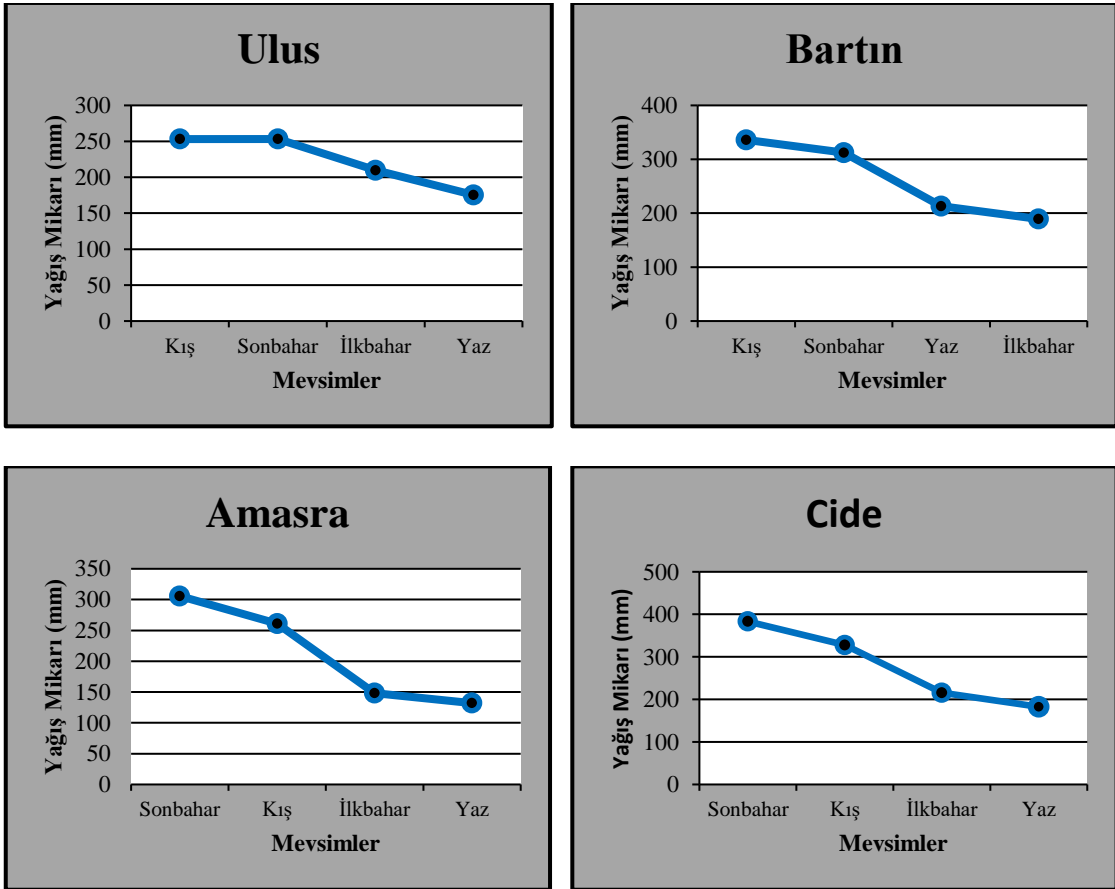 Ulus
Yağış Mikarı (mm)
300
250
200
150
100
50
0
Kış Sonbahar İlkbahar Yaz
Mevsimler
Bartın
Yağış Mikarı (mm)
400
300
200
100
0
Kış Sonbahar Yaz İlkbahar
Mevsimler
Amasra
Yağış Mikarı (mm)
350
300
250
200
150
100
50
0
Sonbahar Kış İlkbahar Yaz
Mevsimler
Cide
Yağış Mikarı (mm)
500
400
300
200
100
0
Sonbahar Kış İlkbahar Yaz
Mevsimler